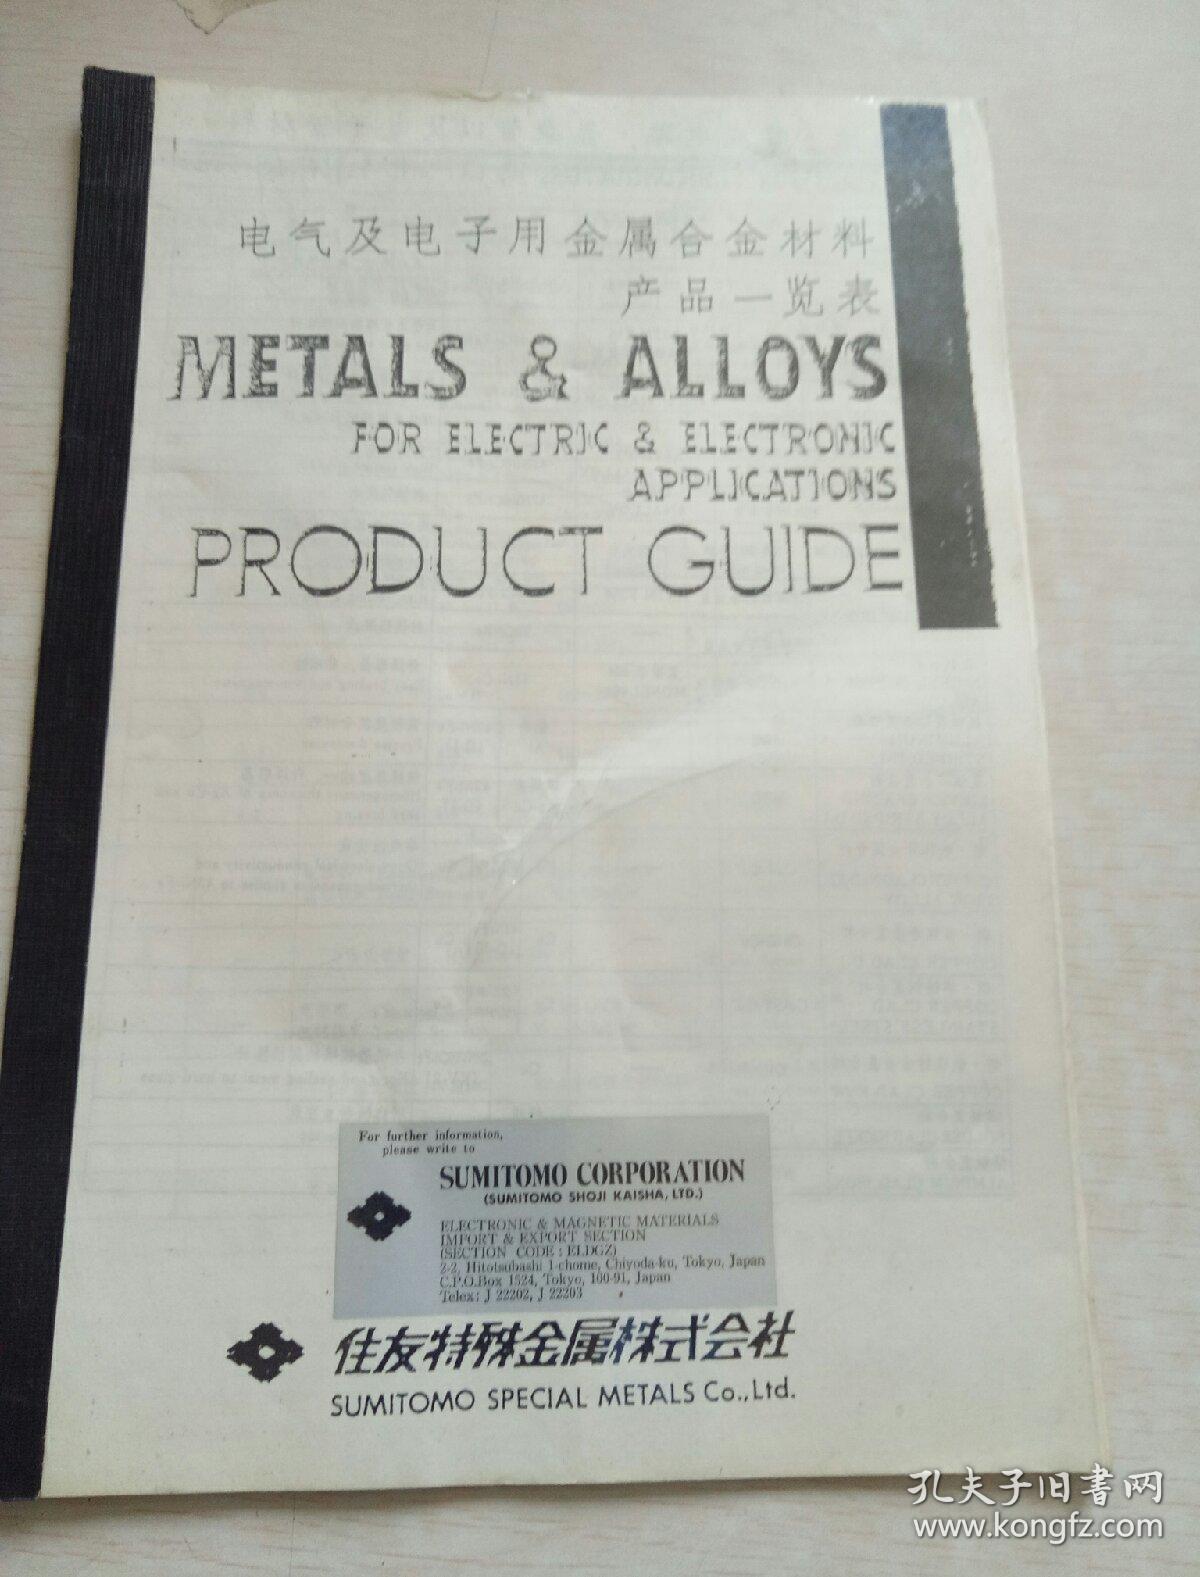 电气及电子用金属合金材料
产品一览表
METALS & ALLOYS
FOR ELECTRIC & ELECTRONIC
APPLICATIONS
PRODUCT GUIDE
For further information,
please write to
SUMITOMO CORPORATION
(SUMITOMO SHOJI KAISHA, LTD.)
ELECTRONIC & MAGNETIC MATERIALS
IMPORT & EXPORT SECTION
(SECTION CODE : ELDGZ)
2-2, Hitotsubashi 1-chome, Chiyoda-ku, Tokyo, Japan
C.P.O.Box 1524, Tokyo, 100-91, Japan
Telex: J 22202, J 22203
住友特殊金属株式会社
SUMITOMO SPECIAL METALS Co.,Ltd.
孔夫子旧书网
www.kongfz.com